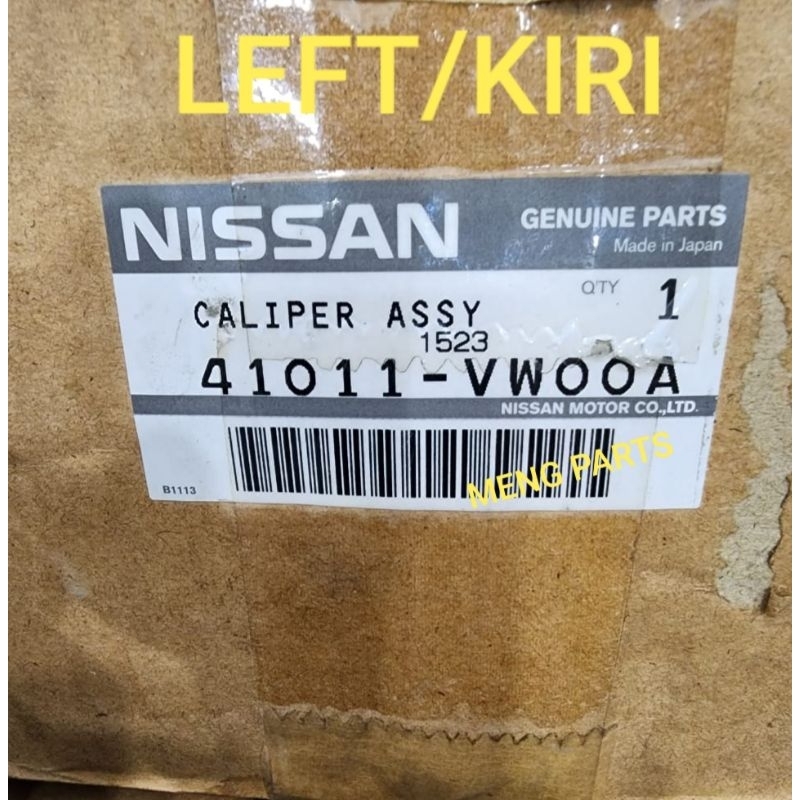 LEFT/KIRI
NISSAN
GENUINE PARTS
Made in Japan
QTY 1
CALIPER ASSY
1523
41011-VW00A
NISSAN MOTOR CO.,LTD.
B1113
MENG PARTS